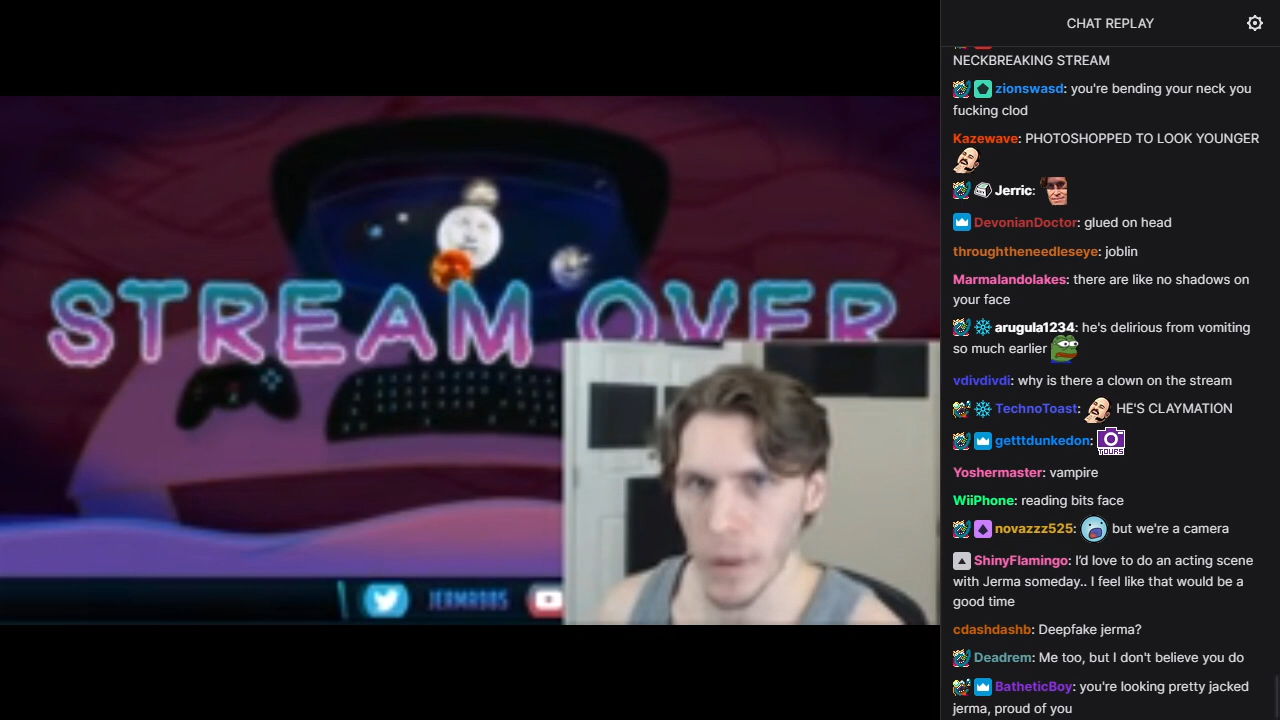 CHAT REPLAY
NECKBREAKING STREAM
zionswasd: you're bending your neck you
fucking clod
Kazewave: PHOTOSHOPPED TO LOOK YOUNGER
Jerric:
DevonianDoctor: glued on head
throughtheneedleseye: joblin
Marmalandolakes: there are like no shadows on
your face
arugula1234: he's delirious from vomiting
so much earlier
vdivdivdi: why is there a clown on the stream
TechnoToast: HE'S CLAYMATION
getttdunkedon:
YOURS
Yoshermaster: vampire
WiiPhone: reading bits face
novazzz525: but we're a camera
ShinyFlamingo: I'd love to do an acting scene
with Jerma someday.. I feel like that would be a
good time
cdashdashb: Deepfake jerma?
Deadrem: Me too, but I don't believe you do
BatheticBoy: you're looking pretty jacked
jerma, proud of you
STREAM OVER
JERMA985